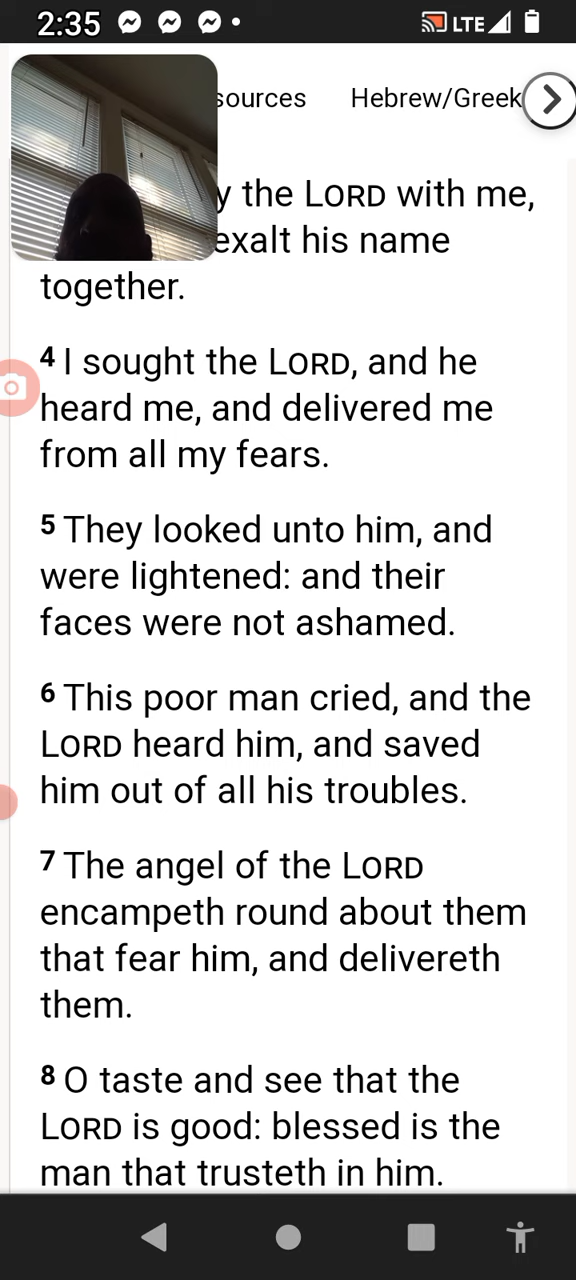 2:35 LTE
sources Hebrew/Greek
y the LORD with me,
exalt his name
together.
4 I sought the LORD, and he
heard me, and delivered me
from all my fears.
5 They looked unto him, and
were lightened: and their
faces were not ashamed.
6 This poor man cried, and the
LORD heard him, and saved
him out of all his troubles.
7 The angel of the LORD
encampeth round about them
that fear him, and delivereth
them.
8 O taste and see that the
LORD is good: blessed is the
man that trusteth in him.